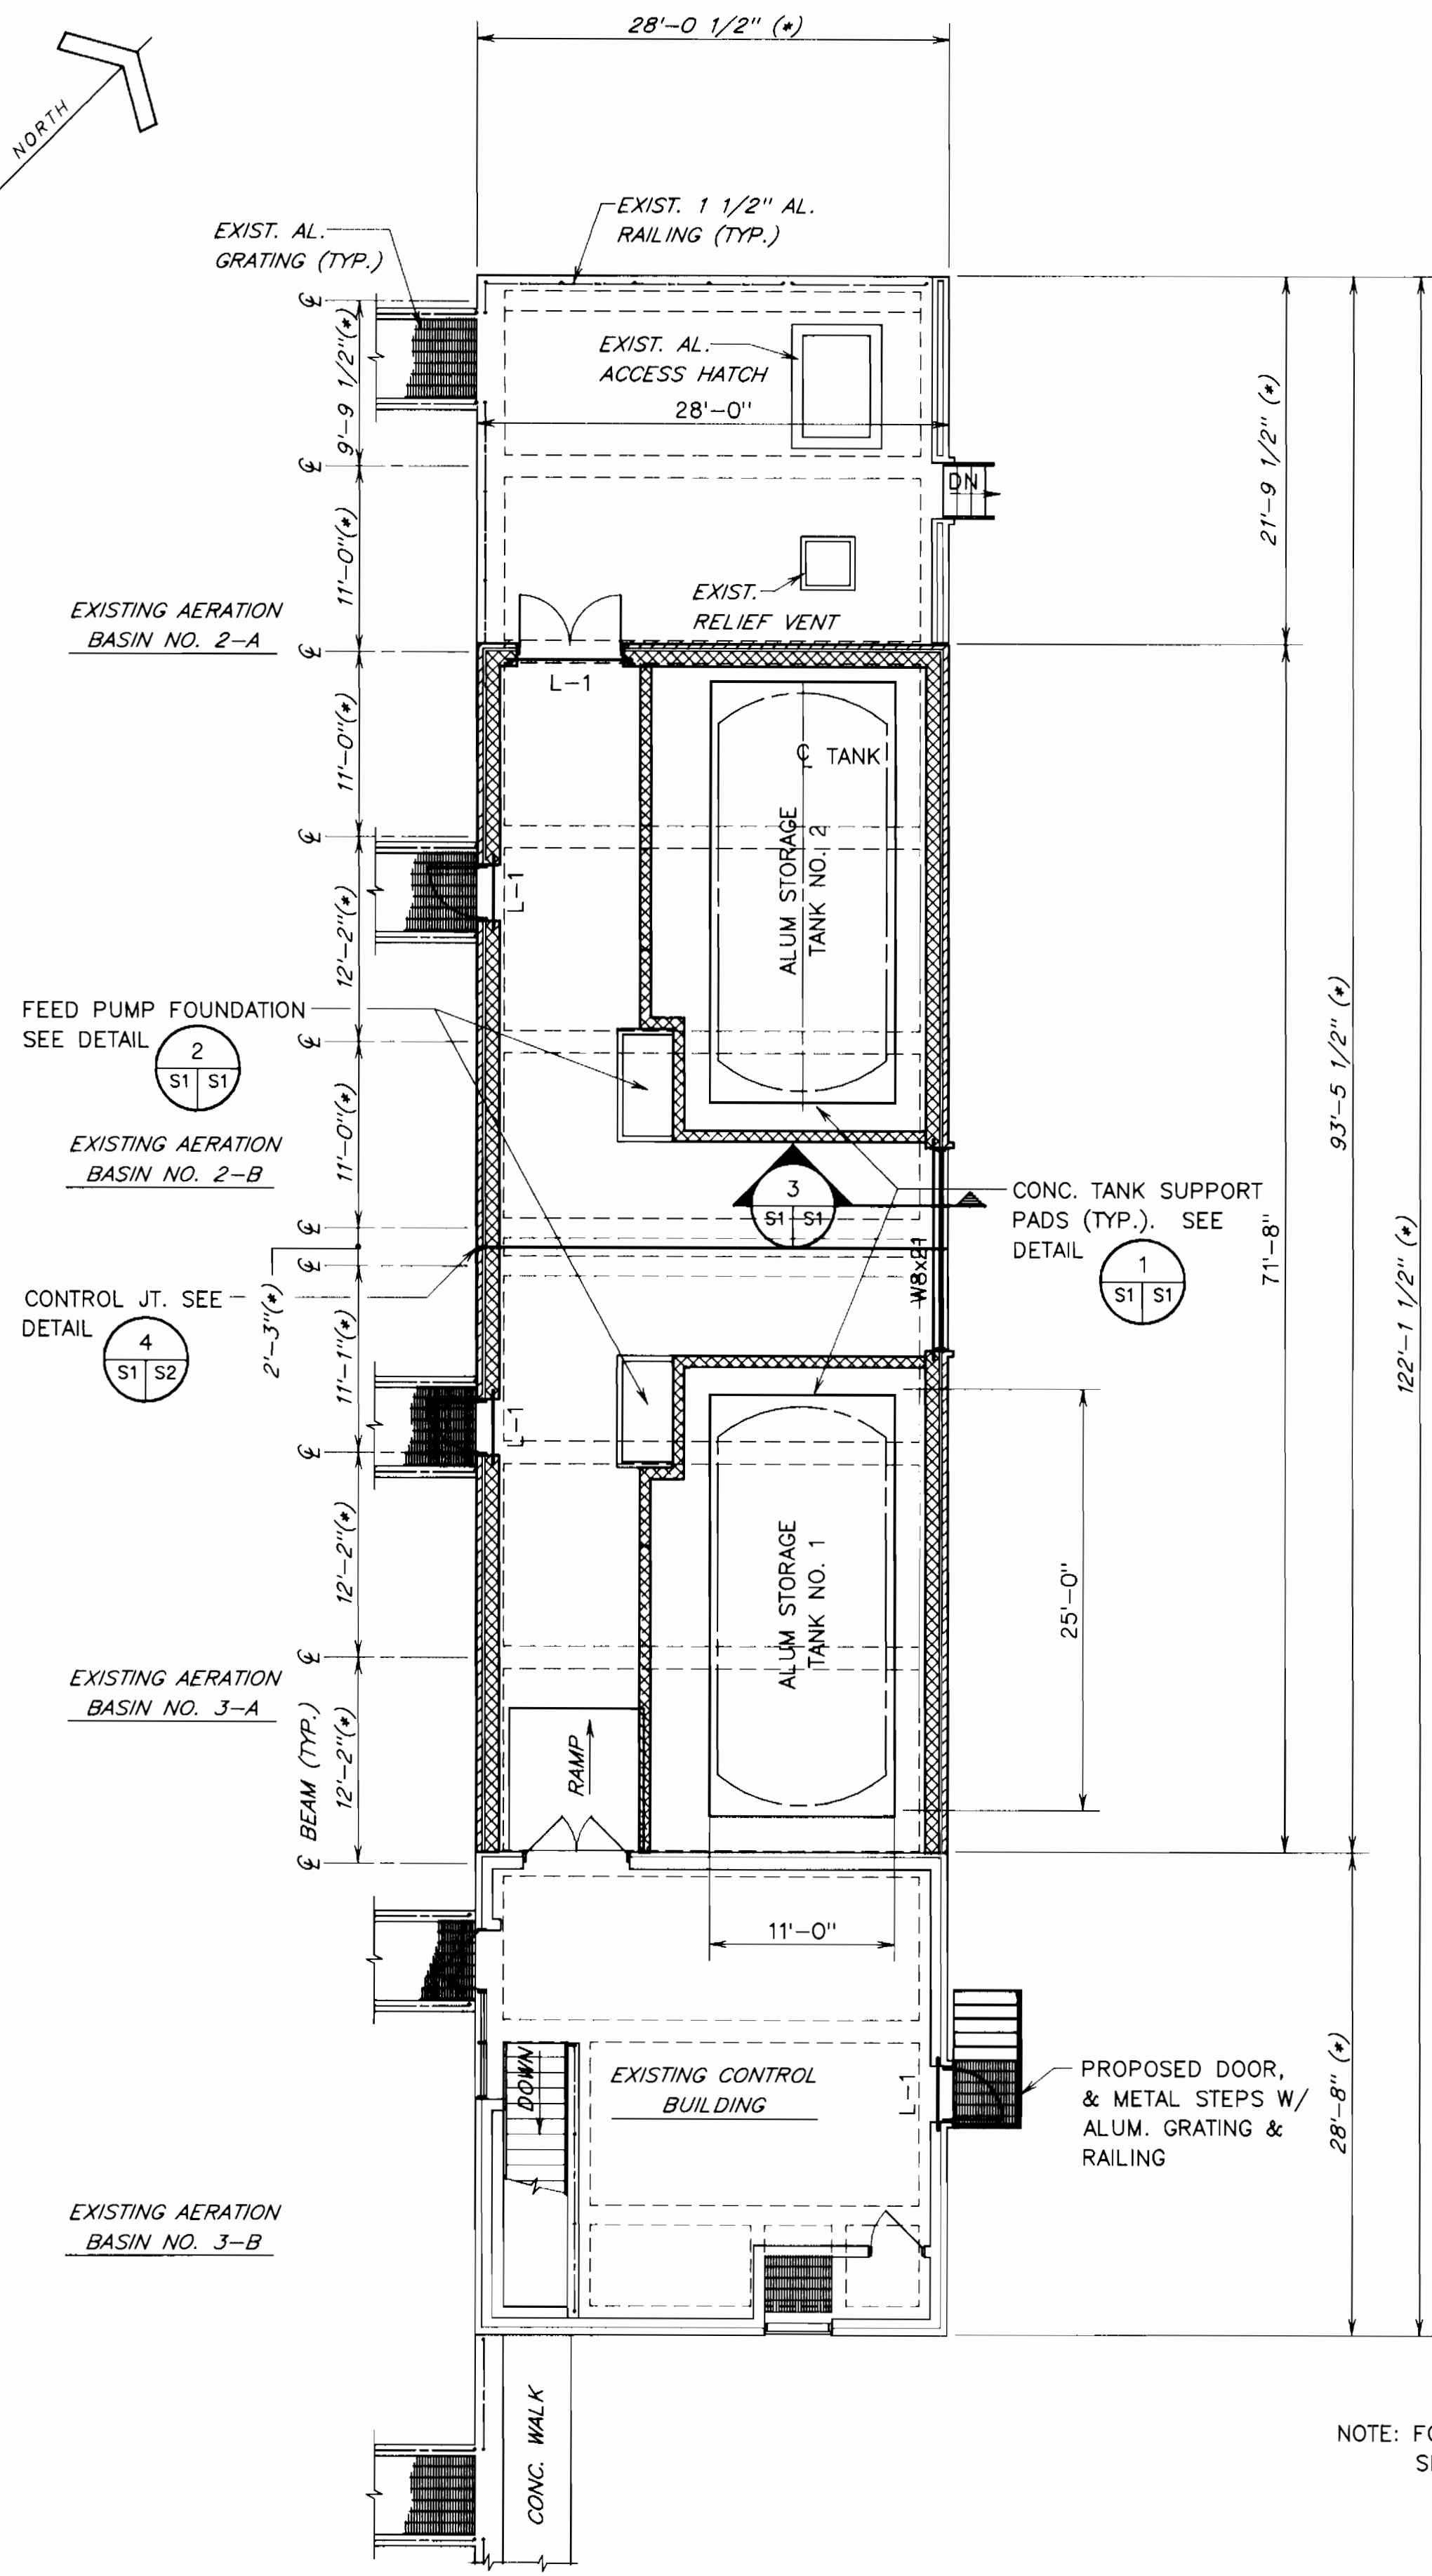 28'-0 1/2" (*)
NORTH
EXIST. 1 1/2" AL.
RAILING (TYP.)
EXIST. AL.
GRATING (TYP.)
EXIST. AL.
ACCESS HATCH
28'-0"
9'-9 1/2"(*)
21'-9 1/2" (*)
DN
11'-0"(*)
EXIST.
RELIEF VENT
EXISTING AERATION
BASIN NO. 2-A
L-1
11'-0"(*)
℄ TANK
ALUM STORAGE
TANK NO. 2
L-1
12'-2"(*)
FEED PUMP FOUNDATION
SEE DETAIL
2
S1 S1
11'-0"(*)
EXISTING AERATION
BASIN NO. 2-B
93'-5 1/2" (*)
3
S1 S1
CONC. TANK SUPPORT
PADS (TYP.). SEE
DETAIL
1
S1 S1
71'-8"
122'-1 1/2" (*)
W8x21
CONTROL JT. SEE
DETAIL
4
S1 S2
2'-3"(*)
11'-1"(*)
L-1
12'-2"(*)
25'-0"
ALUM STORAGE
TANK NO. 1
EXISTING AERATION
BASIN NO. 3-A
℄ BEAM (TYP.)
12'-2"(*)
RAMP
11'-0"
DOWN
EXISTING CONTROL
BUILDING
L-1
PROPOSED DOOR,
& METAL STEPS W/
ALUM. GRATING &
RAILING
28'-8" (*)
EXISTING AERATION
BASIN NO. 3-B
CONC. WALK
NOTE: